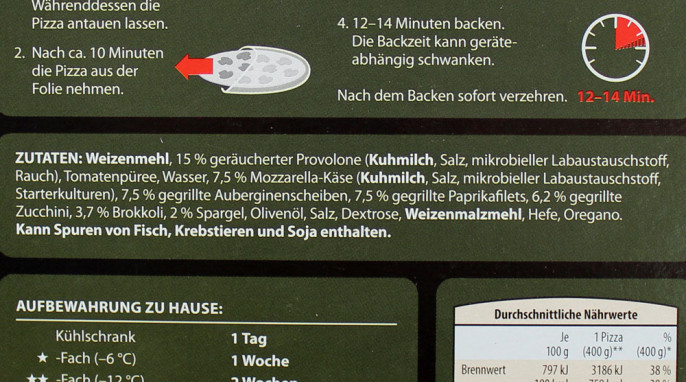 Währenddessen die
Pizza antauen lassen.
2. Nach ca. 10 Minuten
die Pizza aus der
Folie nehmen.
4. 12–14 Minuten backen.
Die Backzeit kann geräte-
abhängig schwanken.
Nach dem Backen sofort verzehren. 12–14 Min.
ZUTATEN: Weizenmehl, 15 % geräucherter Provolone (Kuhmilch, Salz, mikrobieller Labaustauschstoff,
Rauch), Tomatenpüree, Wasser, 7,5 % Mozzarella-Käse (Kuhmilch, Salz, mikrobieller Labaustauschstoff,
Starterkulturen), 7,5 % gegrillte Auberginenscheiben, 7,5 % gegrillte Paprikafilets, 6,2 % gegrillte
Zucchini, 3,7 % Brokkoli, 2 % Spargel, Olivenöl, Salz, Dextrose, Weizenmalzmehl, Hefe, Oregano.
Kann Spuren von Fisch, Krebstieren und Soja enthalten.
AUFBEWAHRUNG ZU HAUSE:
Kühlschrank 1 Tag
★ -Fach (–6 °C) 1 Woche
★★ -Fach (–12 °C) 2 Wochen
Durchschnittliche Nährwerte
Je 1 Pizza %
100 g (400 g)** (400 g)*
Brennwert 797 kJ 3186 kJ 38 %